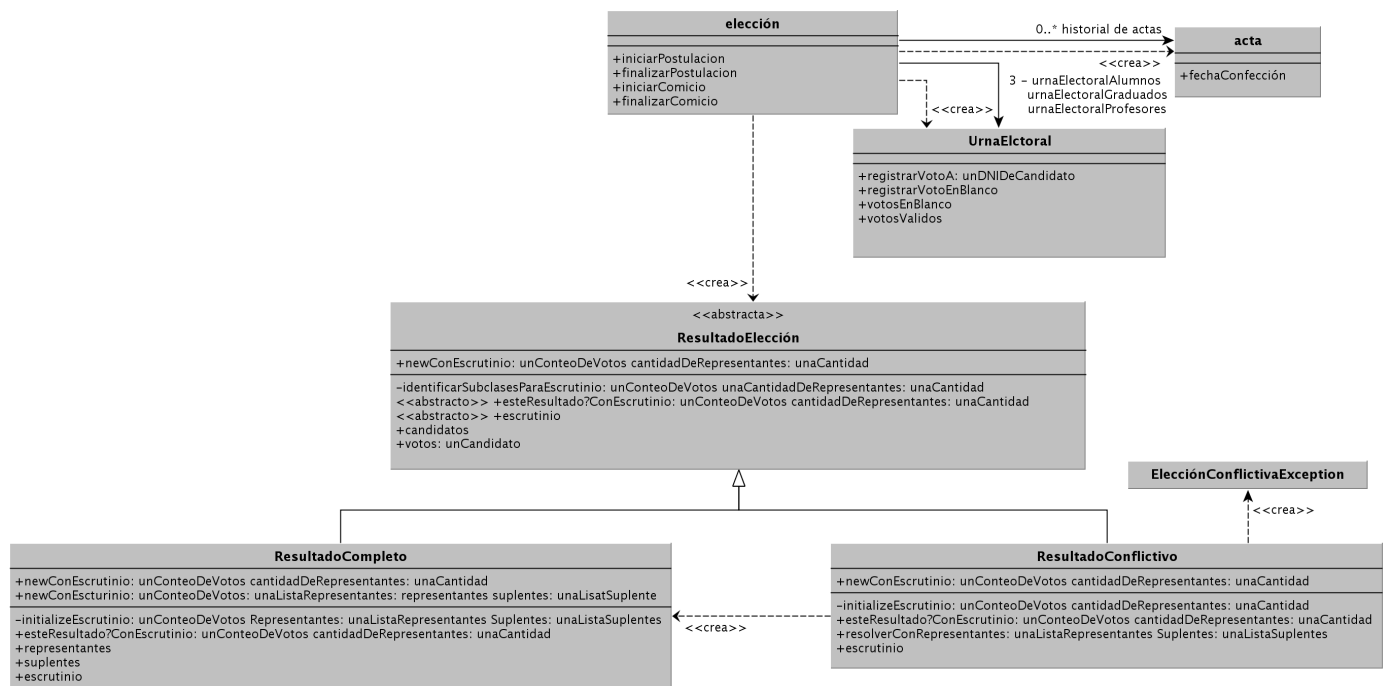 elección
+iniciarPostulacion
+finalizarPostulacion
+iniciarComicio
+finalizarComicio
0..* historial de actas
<<crea>>
acta
+fechaConfección
3 – urnaElectoralAlumnos
urnaElectoralGraduados
urnaElectoralProfesores
<<crea>>
UrnaElctoral
+registrarVotoA: unDNIDeCandidato
+registrarVotoEnBlanco
+votosEnBlanco
+votosValidos
<<crea>>
<<abstracta>>
ResultadoElección
+newConEscrutinio: unConteoDeVotos cantidadDeRepresentantes: unaCantidad
–identificarSubclasesParaEscrutinio: unConteoDeVotos unaCantidadDeRepresentantes: unaCantidad
<<abstracto>> +esteResultado?ConEscrutinio: unConteoDeVotos cantidadDeRepresentantes: unaCantidad
<<abstracto>> +escrutinio
+candidatos
+votos: unCandidato
ElecciónConflictivaException
<<crea>>
ResultadoCompleto
+newConEscrutinio: unConteoDeVotos cantidadDeRepresentantes: unaCantidad
+newConEscturinio: unConteoDeVotos: unaListaRepresentantes: representantes suplentes: unaLisatSuplente
–initializeEscrutinio: unConteoDeVotos Representantes: unaListaRepresentantes Suplentes: unaListaSuplentes
+esteResultado?ConEscrutinio: unConteoDeVotos cantidadDeRepresentantes: unaCantidad
+representantes
+suplentes
+escrutinio
<<crea>>
ResultadoConflictivo
+newConEscrutinio: unConteoDeVotos cantidadDeRepresentantes: unaCantidad
–initializeEscrutinio: unConteoDeVotos cantidadDeRepresentantes: unaCantidad
+esteResultado?ConEscrutinio: unConteoDeVotos cantidadDeRepresentantes: unaCantidad
+resolverConRepresentantes: unaListaRepresentantes Suplentes: unaListaSuplentes
+escrutinio